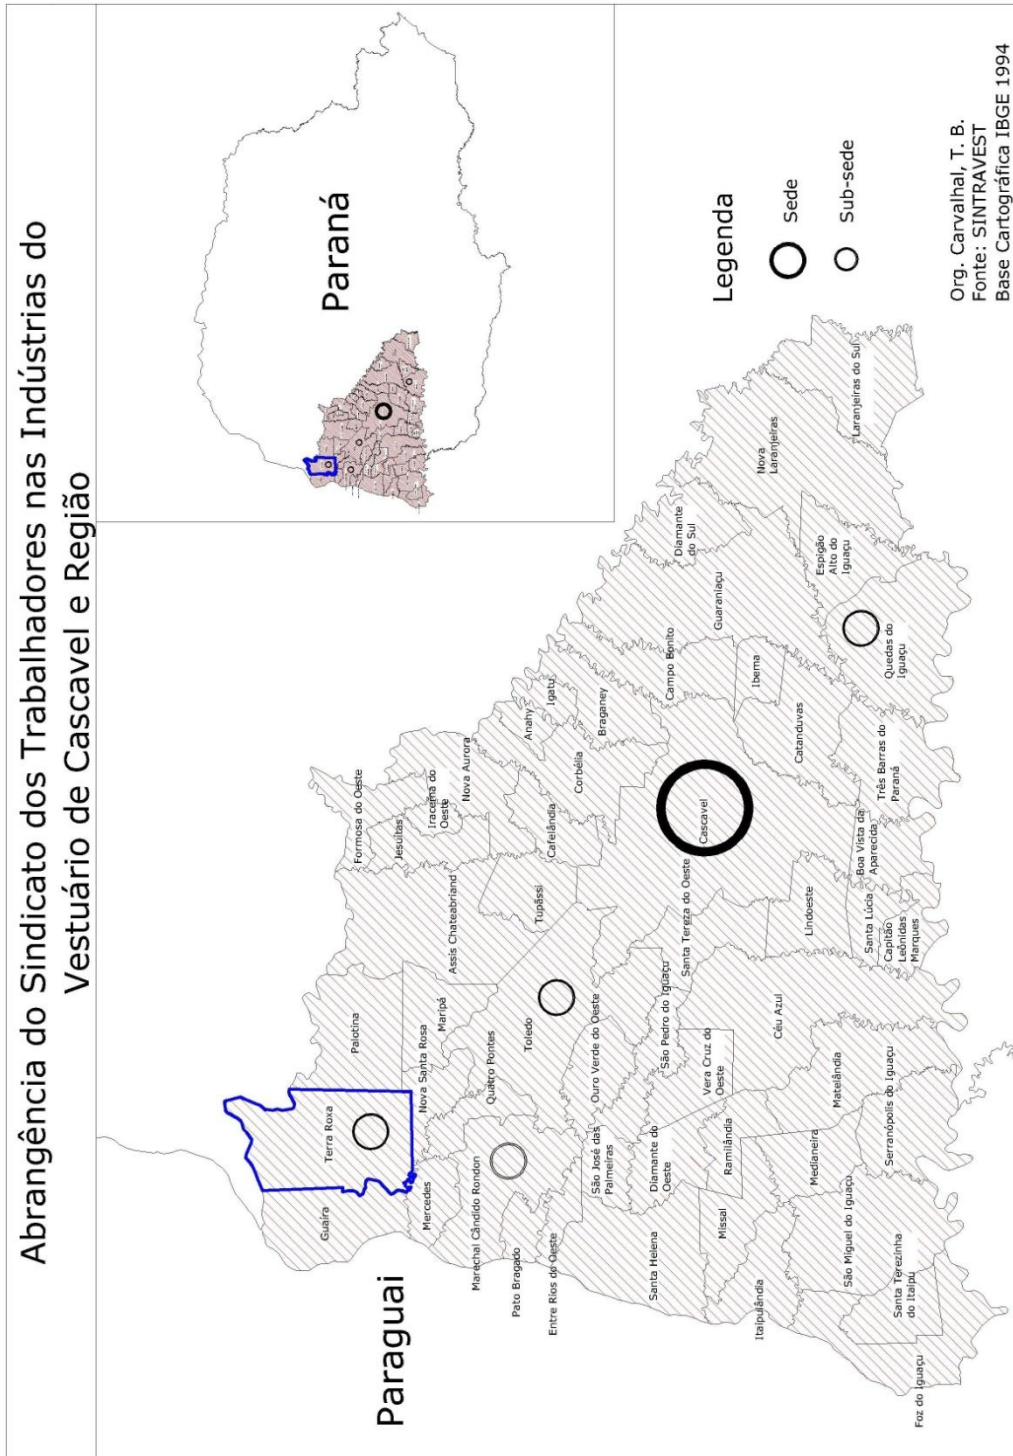 Abrangência do Sindicato dos Trabalhadores nas Indústrias do
Vestuário de Cascavel e Região
Paraná
Paraguai
Guaíra
Terra Roxa
Palotina
Formosa do Oeste
Jesuítas
Iracema do
Oeste
Nova Aurora
Mercedes
Nova Santa Rosa
Maripá
Assis Chateabriand
Marechal Cândido Rondon
Quatro Pontes
Toledo
Tupãssi
Cafelândia
Corbélia
Anahy
Igatu
Braganey
Pato Bragado
Entre Rios do Oeste
São José das
Palmeiras
Ouro Verde do Oeste
Santa Helena
Diamante do
Oeste
São Pedro do Iguaçu
Santa Tereza do Oeste
Cascavel
Campo Bonito
Diamante
do Sul
Guaraniaçu
Nova
Laranjeiras
Missal
Ramilândia
Vera Cruz do
Oeste
Ibema
Itaipulândia
Medianeira
Matelândia
Céu Azul
Lindoeste
Catanduvas
Espigão
Alto do
Iguaçu
Laranjeiras do Sul
São Miguel do Iguaçu
Serranópolis do Iguaçu
Santa Lúcia
Capitão
Leônidas
Marques
Boa Vista da
Aparecida
Três Barras do
Paraná
Quedas do
Iguaçu
Santa Terezinha
do Itaipu
Foz do Iguaçu
Legenda
Sede
Sub-sede
Org. Carvalhal, T. B.
Fonte: SINTRAVEST
Base Cartográfica IBGE 1994